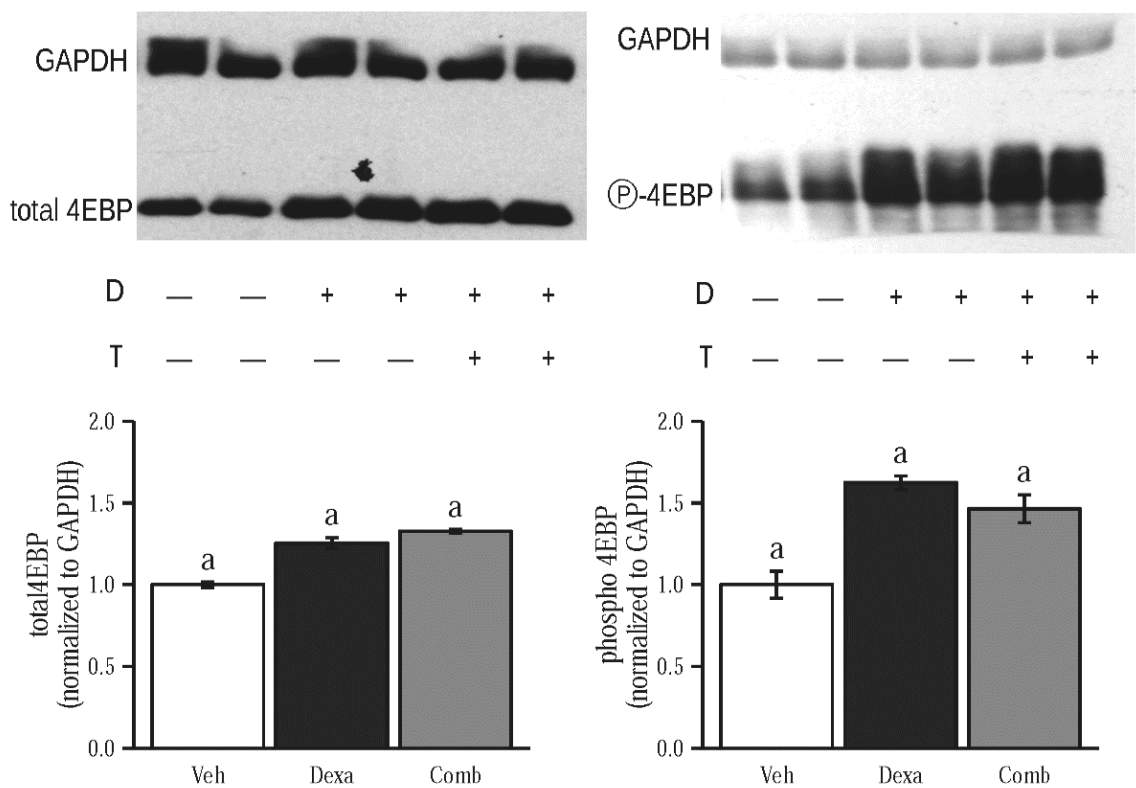 GAPDH
total 4EBP
D — — + + + +
T — — — — + +
2.0
1.5
1.0
0.5
0.0
total4EBP
(normalized to GAPDH)
a
a
a
Veh Dexa Comb
GAPDH
Ⓟ-4EBP
D — — + + + +
T — — — — + +
2.0
1.5
1.0
0.5
0.0
phospho 4EBP
(normalized to GAPDH)
a
a
a
Veh Dexa Comb